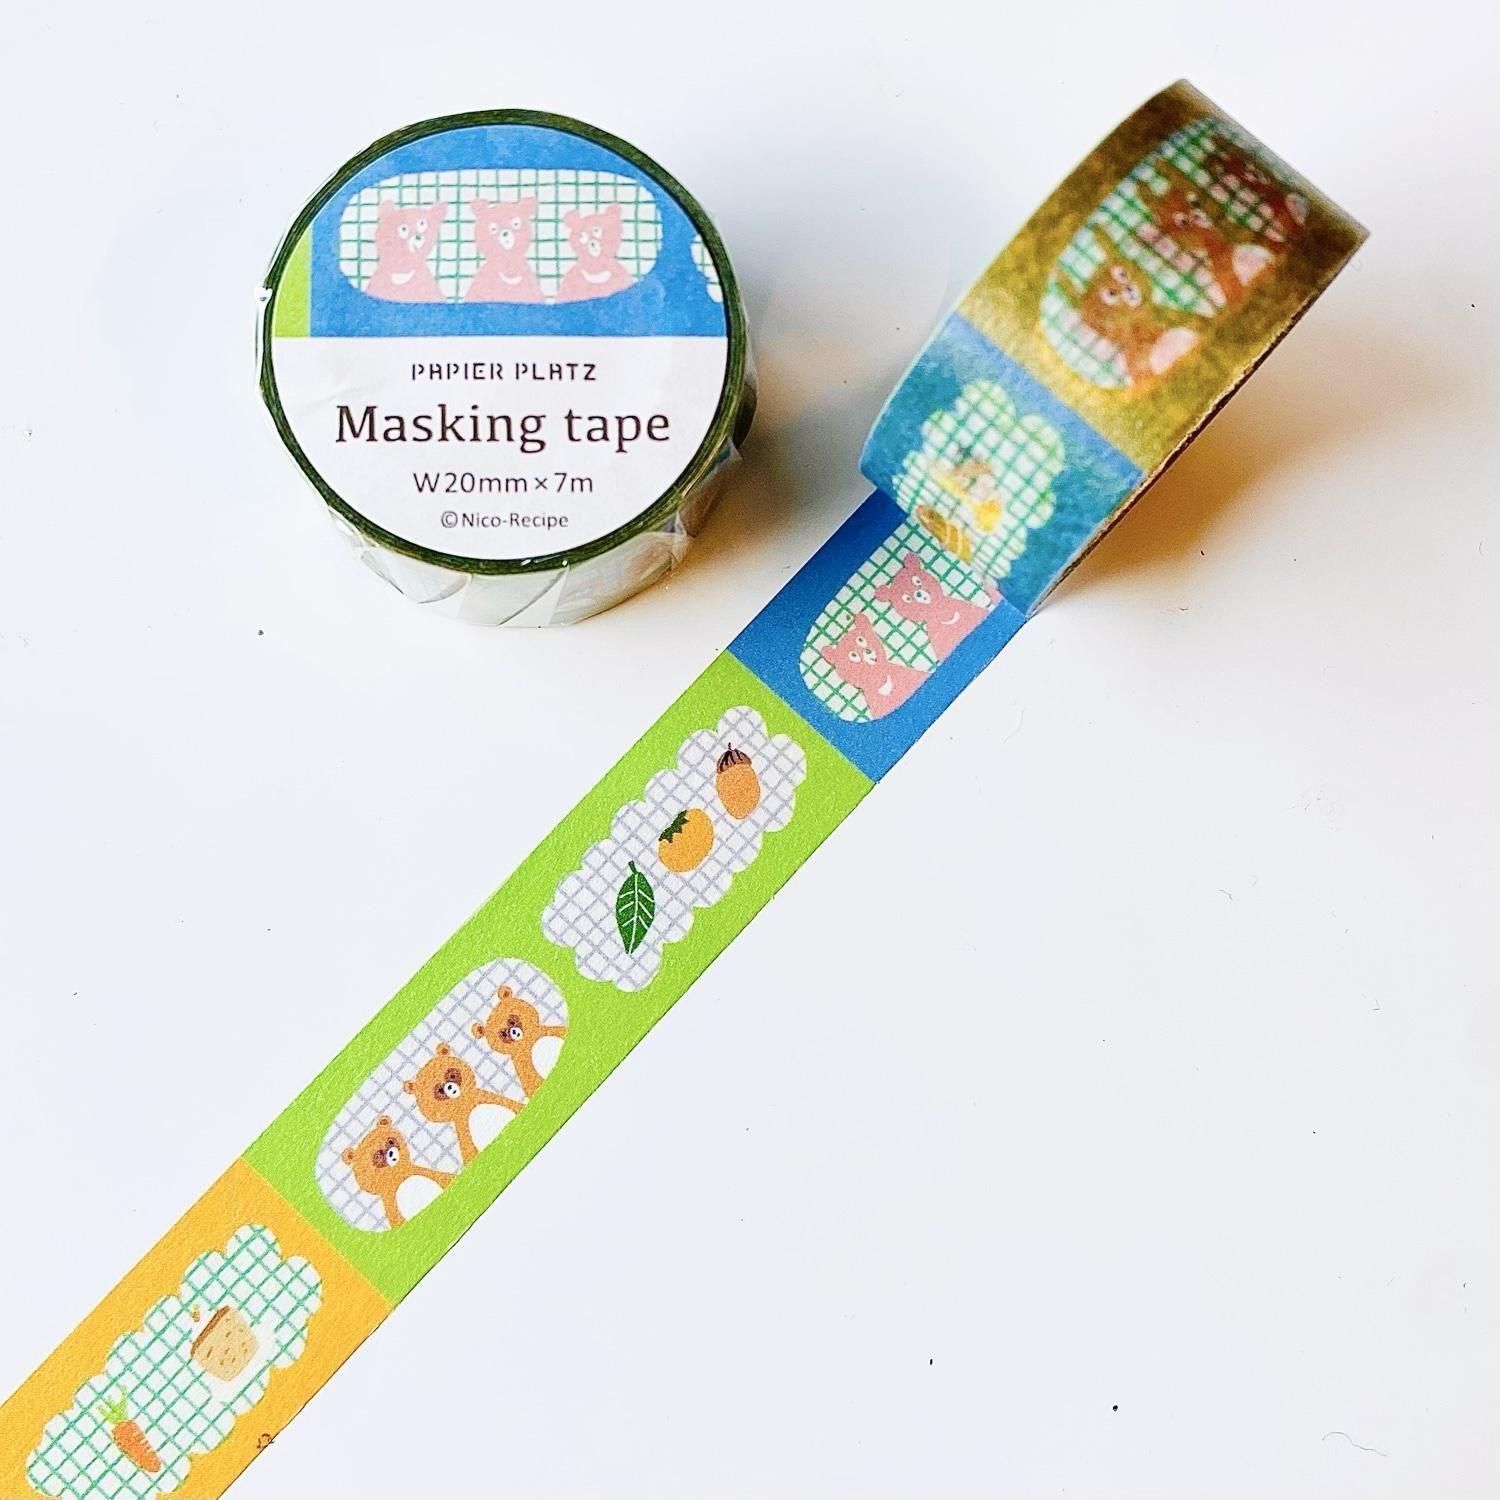 PAPIER PLATZ
Masking tape
W20mm×7m
©Nico-Recipe